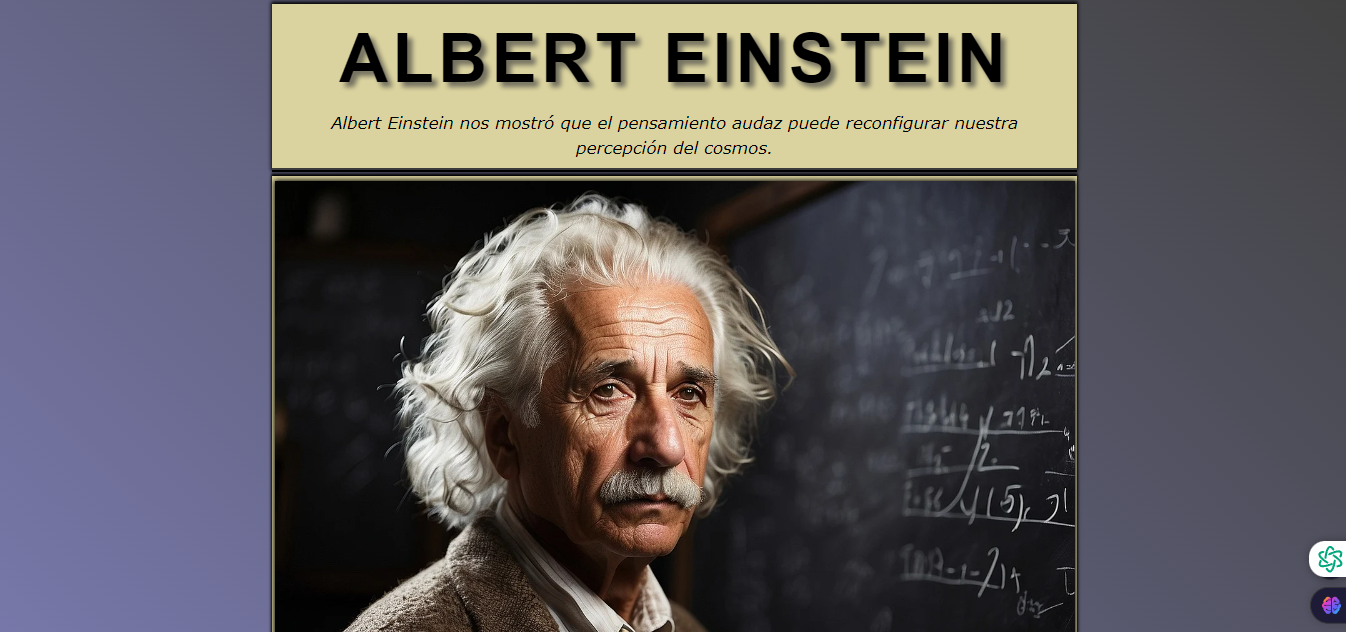 ALBERT EINSTEIN
Albert Einstein nos mostró que el pensamiento audaz puede reconfigurar nuestra
percepción del cosmos.